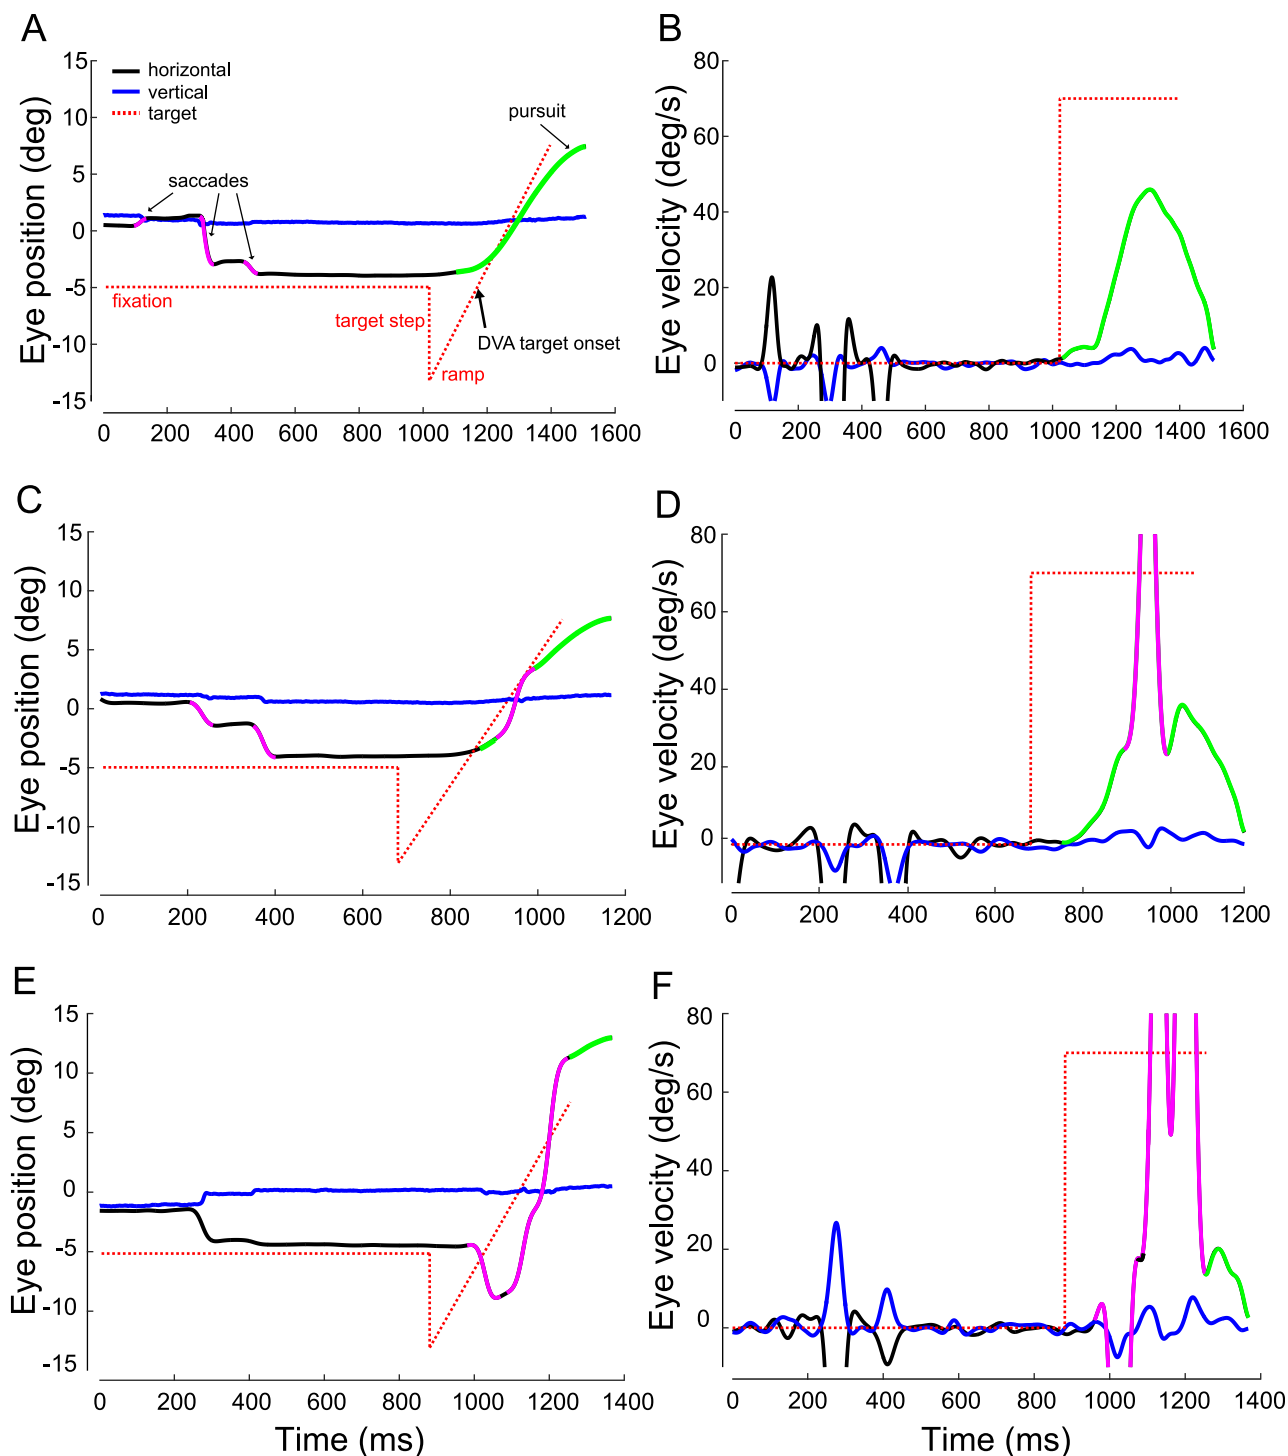 A
15
10
5
0
-5
-10
-15
Eye position (deg)
horizontal
vertical
target
saccades
pursuit
fixation
target step
ramp
DVA target onset
0 200 400 600 800 1000 1200 1400 1600
B
80
60
40
20
0
Eye velocity (deg/s)
0 200 400 600 800 1000 1200 1400 1600
C
15
10
5
0
-5
-10
-15
Eye position (deg)
0 200 400 600 800 1000 1200
D
80
60
40
20
0
Eye velocity (deg/s)
0 200 400 600 800 1000 1200
E
15
10
5
0
-5
-10
-15
Eye position (deg)
0 200 400 600 800 1000 1200 1400
Time (ms)
F
80
60
40
20
0
Eye velocity (deg/s)
0 200 400 600 800 1000 1200 1400
Time (ms)